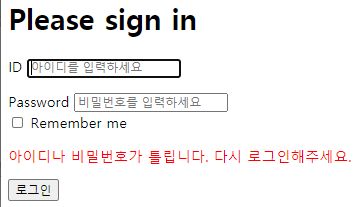 Please sign in
ID 아이디를 입력하세요
Password 비밀번호를 입력하세요
Remember me
아이디나 비밀번호가 틀립니다. 다시 로그인해주세요.
로그인